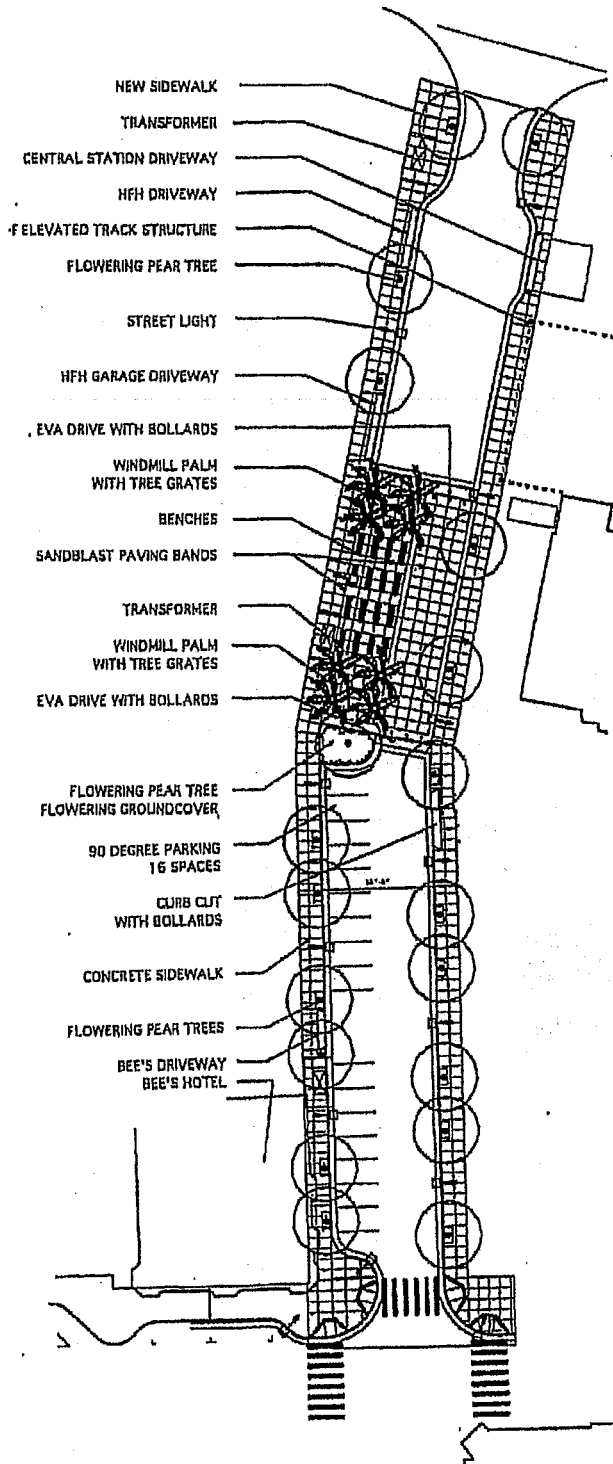 NEW SIDEWALK
TRANSFORMER
CENTRAL STATION DRIVEWAY
HFH DRIVEWAY
F ELEVATED TRACK STRUCTURE
FLOWERING PEAR TREE
STREET LIGHT
HFH GARAGE DRIVEWAY
EVA DRIVE WITH BOLLARDS
WINDMILL PALM
WITH TREE GRATES
BENCHES
SANDBLAST PAVING BANDS
TRANSFORMER
WINDMILL PALM
WITH TREE GRATES
EVA DRIVE WITH BOLLARDS
FLOWERING PEAR TREE
FLOWERING GROUNDCOVER
90 DEGREE PARKING
16 SPACES
CURB CUT
WITH BOLLARDS
CONCRETE SIDEWALK
FLOWERING PEAR TREES
BEE'S DRIVEWAY
BEE'S HOTEL